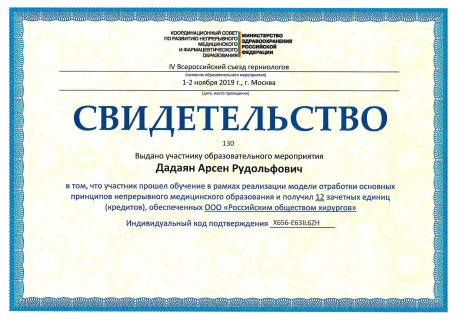 КООРДИНАЦИОННЫЙ СОВЕТ
ПО РАЗВИТИЮ НЕПРЕРЫВНОГО
МЕДИЦИНСКОГО
И ФАРМАЦЕВТИЧЕСКОГО
ОБРАЗОВАНИЯ
МИНИСТЕРСТВО
ЗДРАВООХРАНЕНИЯ
РОССИЙСКОЙ
ФЕДЕРАЦИИ
IV Всероссийский съезд герниологов
(название образовательного мероприятия)
1-2 ноября 2019 г., г. Москва
(дата, место проведения)
СВИДЕТЕЛЬСТВО
130
Выдано участнику образовательного мероприятия
Дадаян Арсен Рудольфович
в том, что участник прошел обучение в рамках реализации модели отработки основных
принципов непрерывного медицинского образования и получил 12 зачетных единиц
(кредитов), обеспеченных ООО «Российским обществом хирургов»
Индивидуальный код подтверждения X656-E63IL6ZH